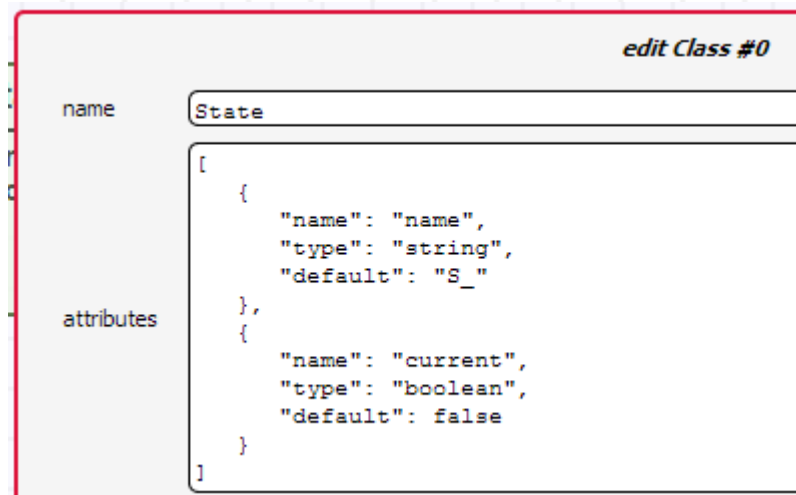 edit Class #0
name
State
attributes
[
   {
      "name": "name",
      "type": "string",
      "default": "S_"
   },
   {
      "name": "current",
      "type": "boolean",
      "default": false
   }
]